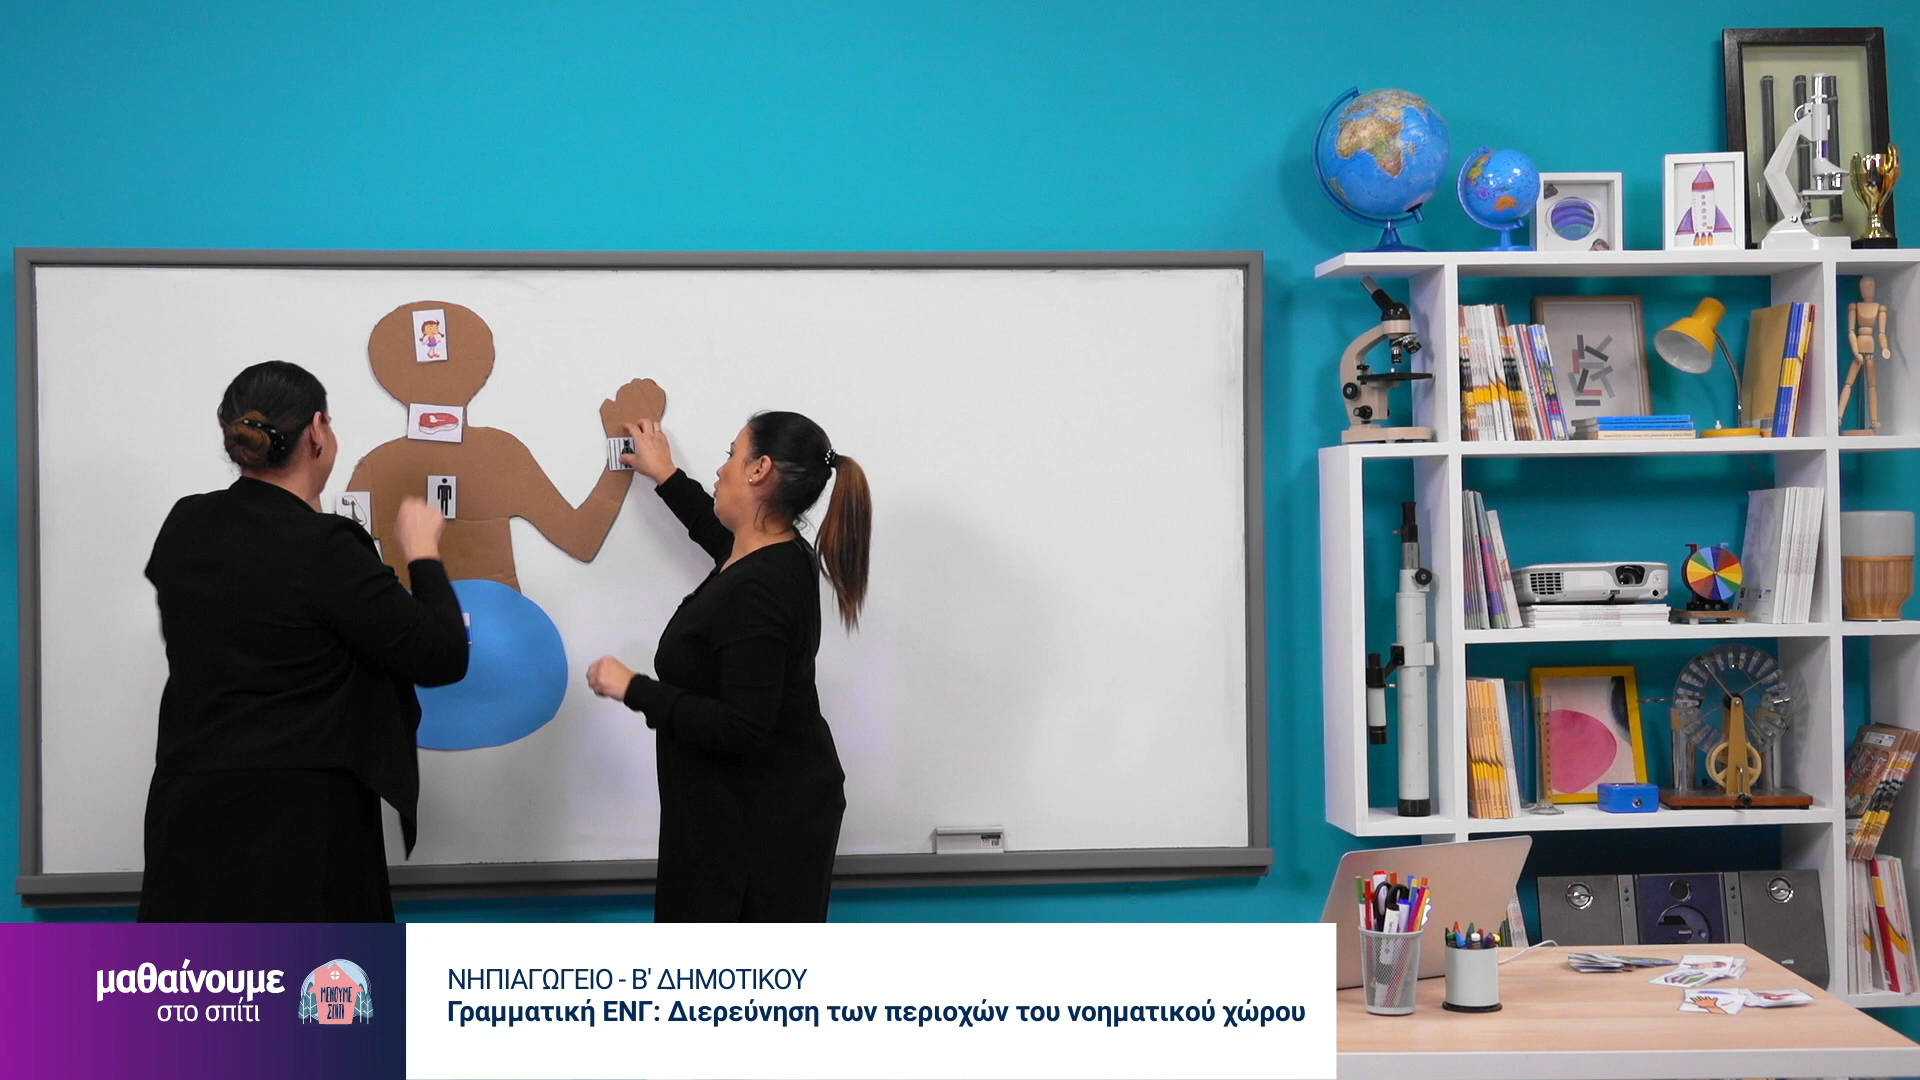 μαθαίνουμε
στο σπίτι
ΜΕΝΟΥΜΕ
ΣΠΙΤΙ
ΝΗΠΙΑΓΩΓΕΙΟ - Β' ΔΗΜΟΤΙΚΟΥ
Γραμματική ΕΝΓ: Διερεύνηση των περιοχών του νοηματικού χώρου